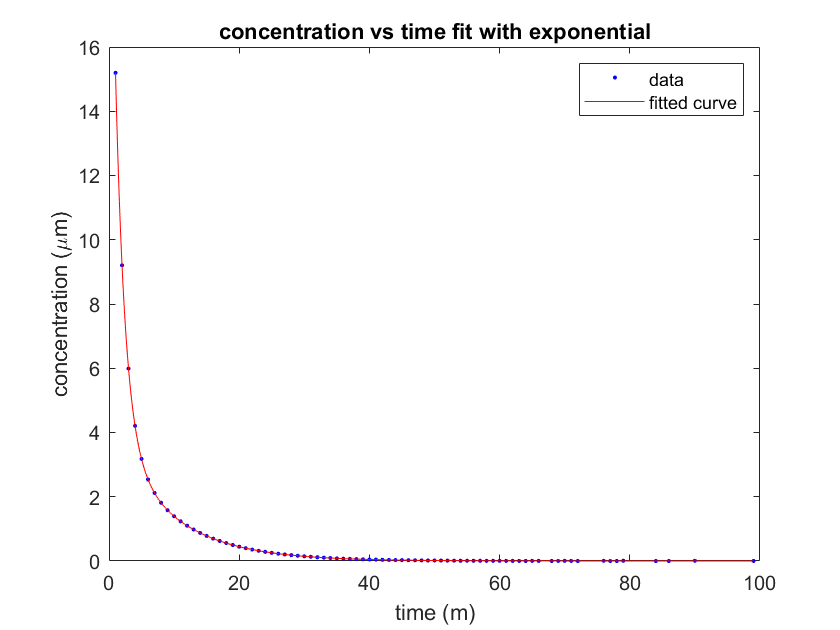 concentration vs time fit with exponential
data
fitted curve
concentration (μm)
16
14
12
10
8
6
4
2
0
0 20 40 60 80 100
time (m)